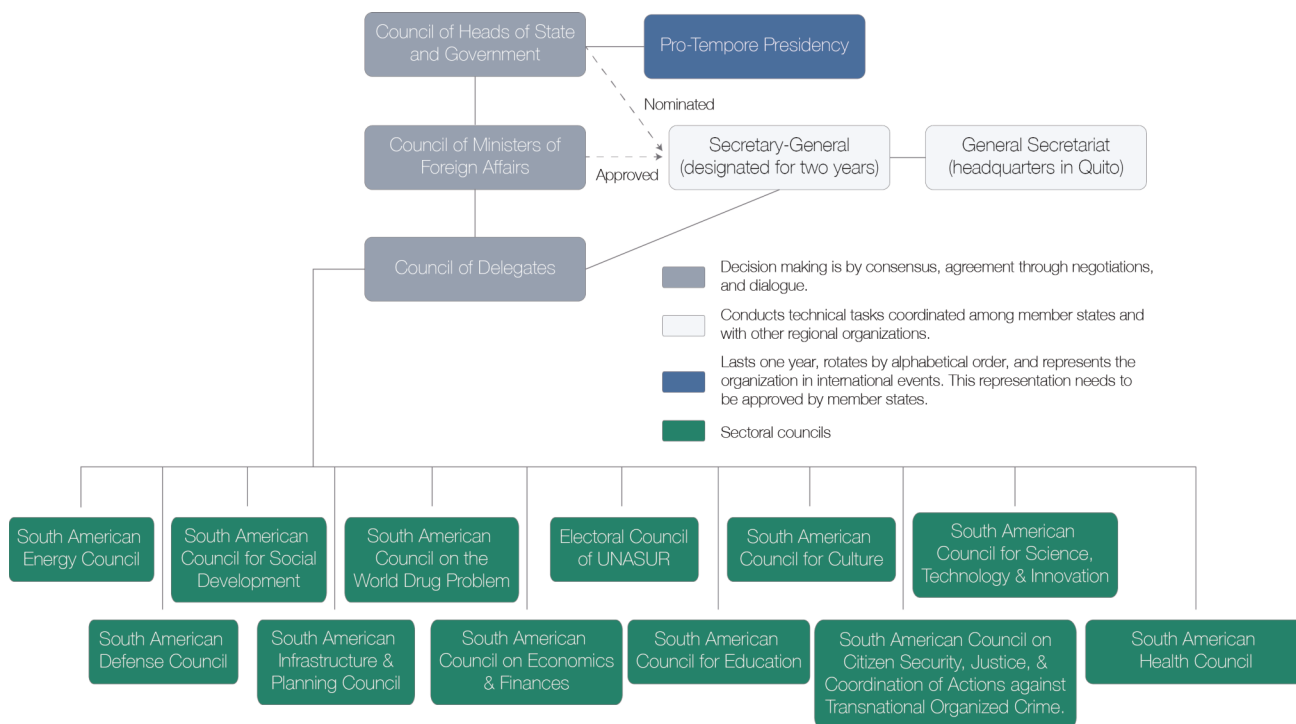 Council of Heads of State
and Government
Pro-Tempore Presidency
Nominated
Council of Ministers of
Foreign Affairs
Approved
Secretary-General
(designated for two years)
General Secretariat
(headquarters in Quito)
Council of Delegates
Decision making is by consensus, agreement through negotiations,
and dialogue.
Conducts technical tasks coordinated among member states and
with other regional organizations.
Lasts one year, rotates by alphabetical order, and represents the
organization in international events. This representation needs to
be approved by member states.
Sectoral councils
South American
Energy Council
South American
Council for Social
Development
South American
Council on the
World Drug Problem
Electoral Council
of UNASUR
South American
Council for Culture
South American
Council for Science,
Technology & Innovation
South American
Defense Council
South American
Infrastructure &
Planning Council
South American
Council on Economics
& Finances
South American
Council for Education
South American Council on
Citizen Security, Justice, &
Coordination of Actions against
Transnational Organized Crime.
South American
Health Council